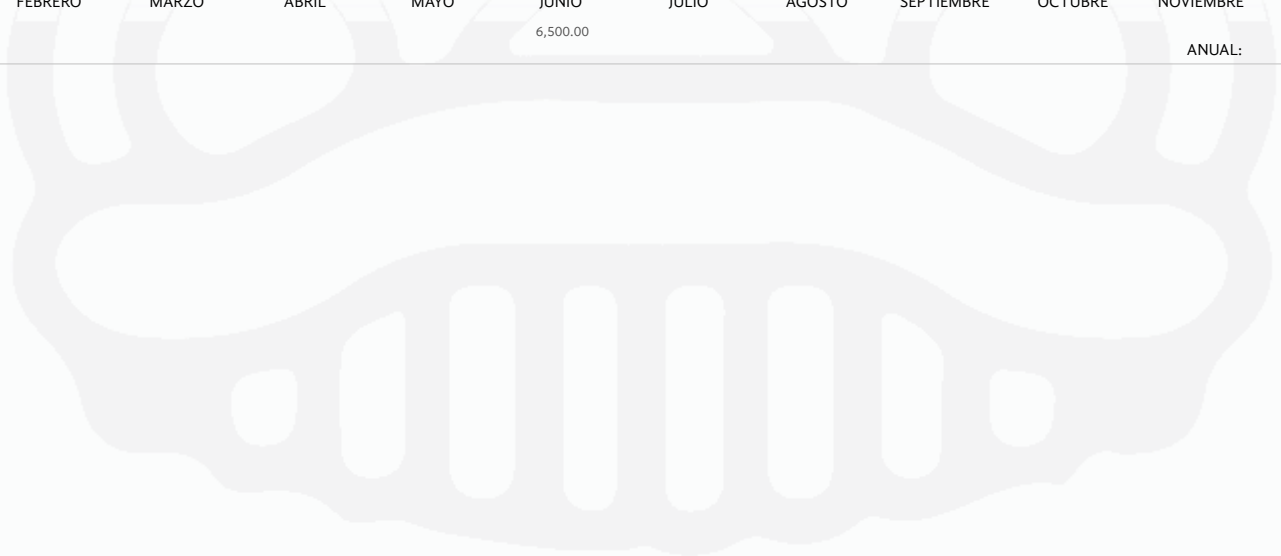 FEBRERO MARZO ABRIL MAYO JUNIO JULIO AGOSTO SEPTIEMBRE OCTUBRE NOVIEMBRE
6,500.00
ANUAL: